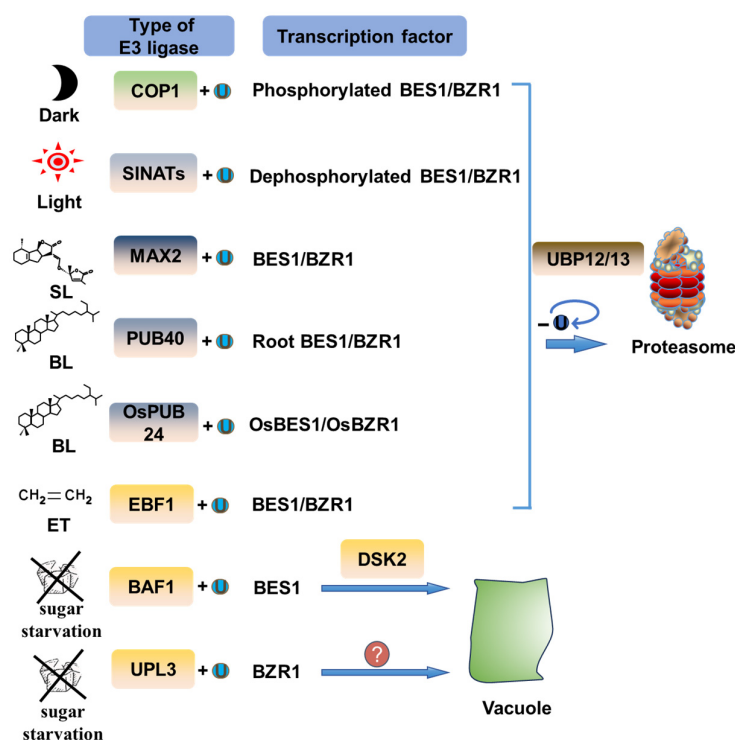 Type of
E3 ligase
Transcription factor
Dark
COP1
+ U
Phosphorylated BES1/BZR1
Light
SINATs
+ U
Dephosphorylated BES1/BZR1
SL
MAX2
+ U
BES1/BZR1
BL
PUB40
+ U
Root BES1/BZR1
BL
OsPUB
24
+ U
OsBES1/OsBZR1
CH2=CH2
ET
EBF1
+ U
BES1/BZR1
UBP12/13
- U
Proteasome
sugar
starvation
BAF1
+ U
BES1
DSK2
sugar
starvation
UPL3
+ U
BZR1
?
Vacuole